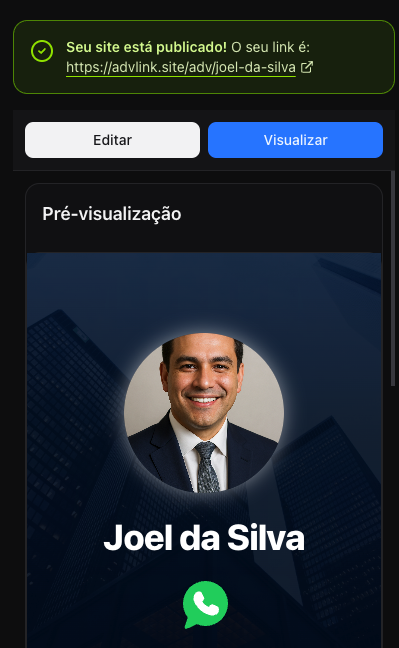 Seu site está publicado! O seu link é:
https://advlink.site/adv/joel-da-silva
Editar
Visualizar
Pré-visualização
Joel da Silva